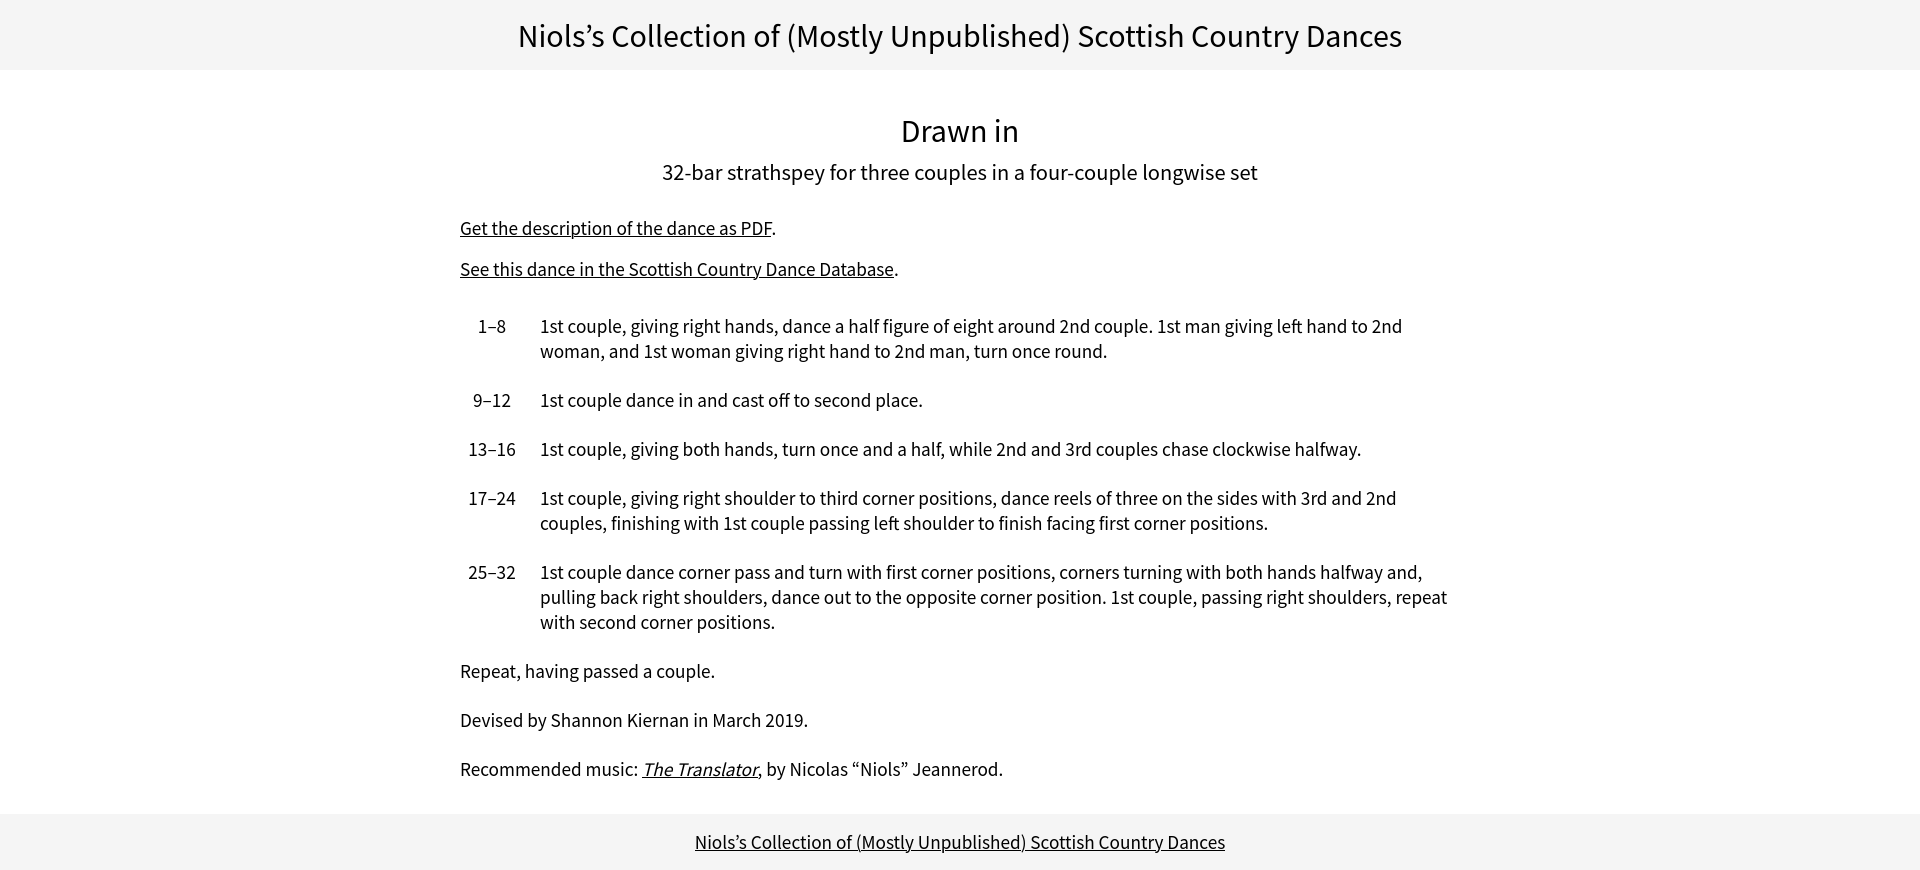 Niols’s Collection of (Mostly Unpublished) Scottish Country Dances
Drawn in
32-bar strathspey for three couples in a four-couple longwise set
Get the description of the dance as PDF.
See this dance in the Scottish Country Dance Database.
1–8 1st couple, giving right hands, dance a half figure of eight around 2nd couple. 1st man giving left hand to 2nd
woman, and 1st woman giving right hand to 2nd man, turn once round.
9–12 1st couple dance in and cast off to second place.
13–16 1st couple, giving both hands, turn once and a half, while 2nd and 3rd couples chase clockwise halfway.
17–24 1st couple, giving right shoulder to third corner positions, dance reels of three on the sides with 3rd and 2nd
couples, finishing with 1st couple passing left shoulder to finish facing first corner positions.
25–32 1st couple dance corner pass and turn with first corner positions, corners turning with both hands halfway and,
pulling back right shoulders, dance out to the opposite corner position. 1st couple, passing right shoulders, repeat
with second corner positions.
Repeat, having passed a couple.
Devised by Shannon Kiernan in March 2019.
Recommended music: The Translator, by Nicolas “Niols” Jeannerod.
Niols’s Collection of (Mostly Unpublished) Scottish Country Dances